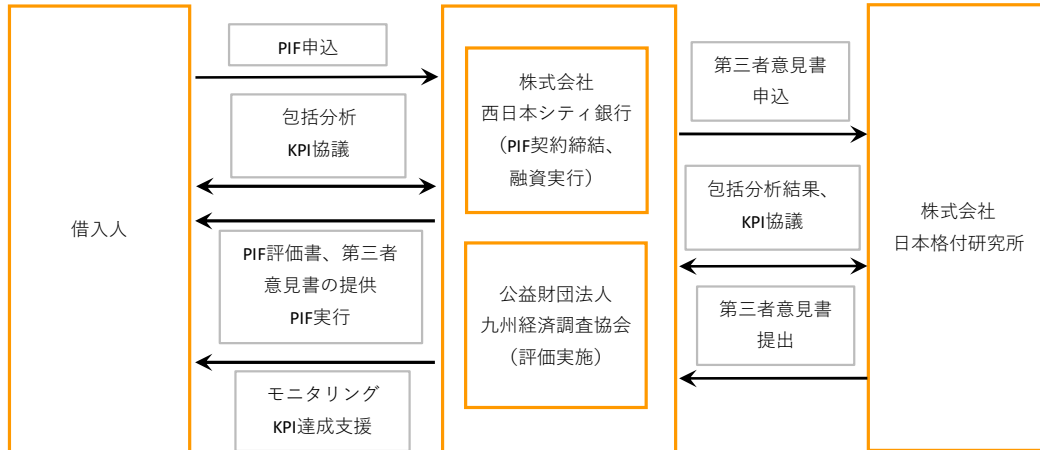 借入人
PIF申込
包括分析
KPI協議
PIF評価書、第三者
意見書の提供
PIF実行
モニタリング
KPI達成支援
株式会社
西日本シティ銀行
（PIF契約締結、
融資実行）
公益財団法人
九州経済調査協会
（評価実施）
第三者意見書
申込
包括分析結果、
KPI協議
第三者意見書
提出
株式会社
日本格付研究所